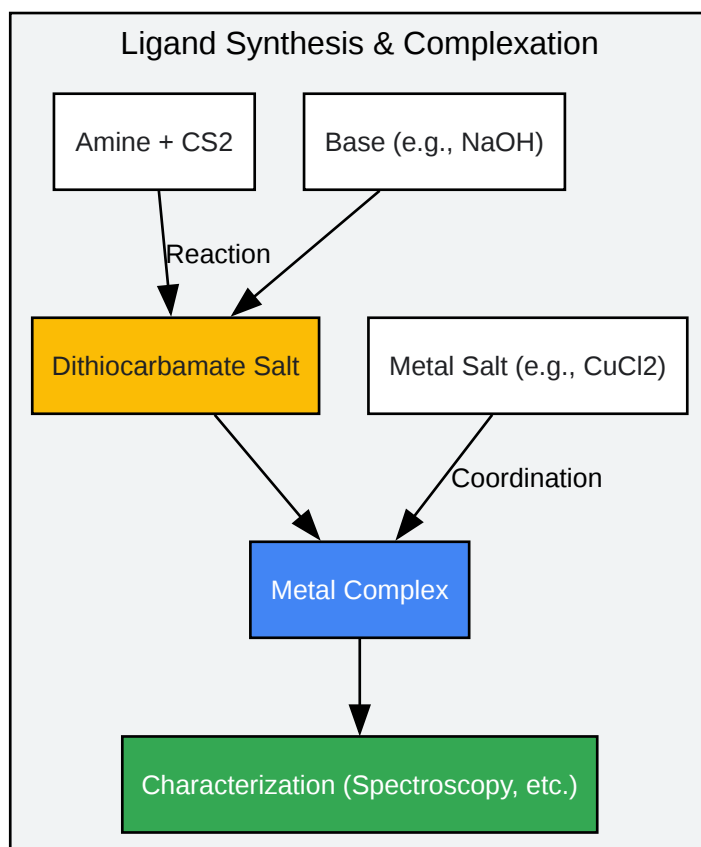 Ligand Synthesis & Complexation
Amine + CS2
Base (e.g., NaOH)
Reaction
Dithiocarbamate Salt
Metal Salt (e.g., CuCl2)
Coordination
Metal Complex
Characterization (Spectroscopy, etc.)